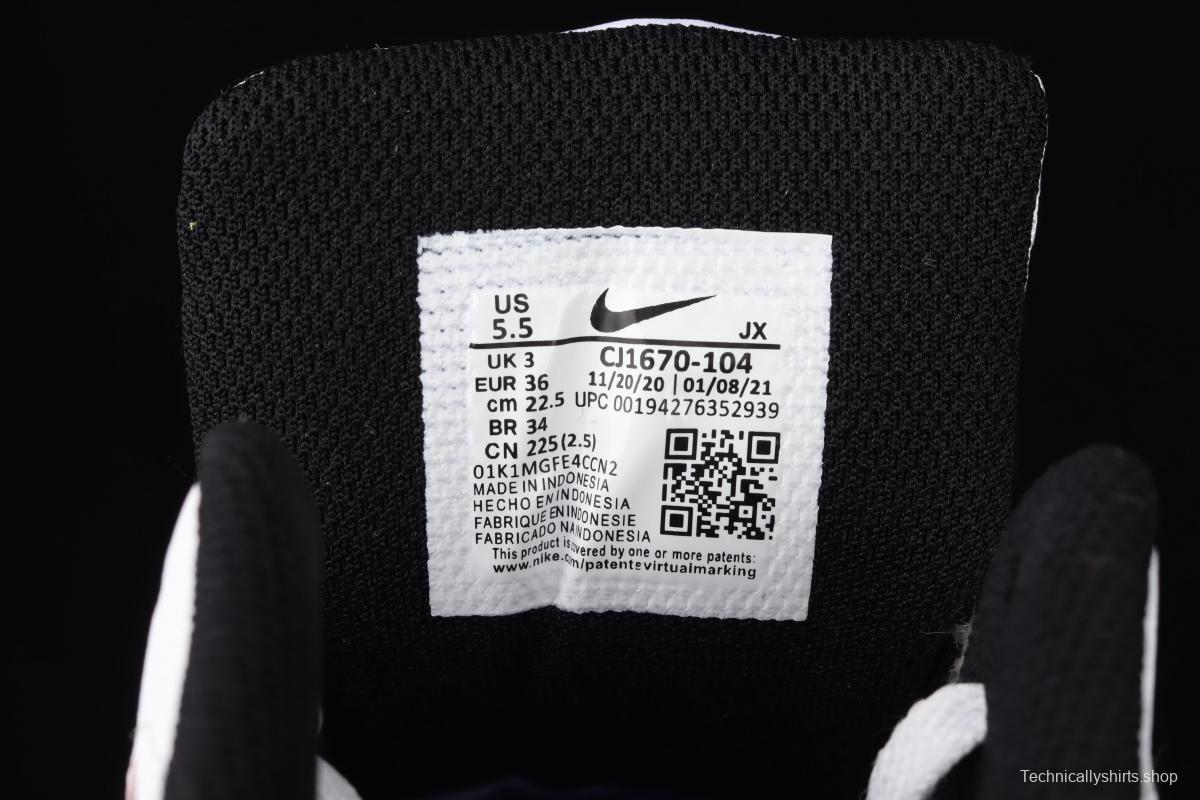 US
5.5
JX
UK 3
CJ1670-104
EUR 36
11/20/20 | 01/08/21
cm 22.5
UPC 00194276352939
BR 34
CN 225(2.5)
01K1MGFE4CCN2
MADE IN INDONESIA
HECHO EN INDONESIA
FABRIQUE EN INDONESIE
FABRICADO NA INDONESIA
This product is covered by one or more patents:
www.nike.com/patentsvirtualmarking
Technicallyshirts.shop